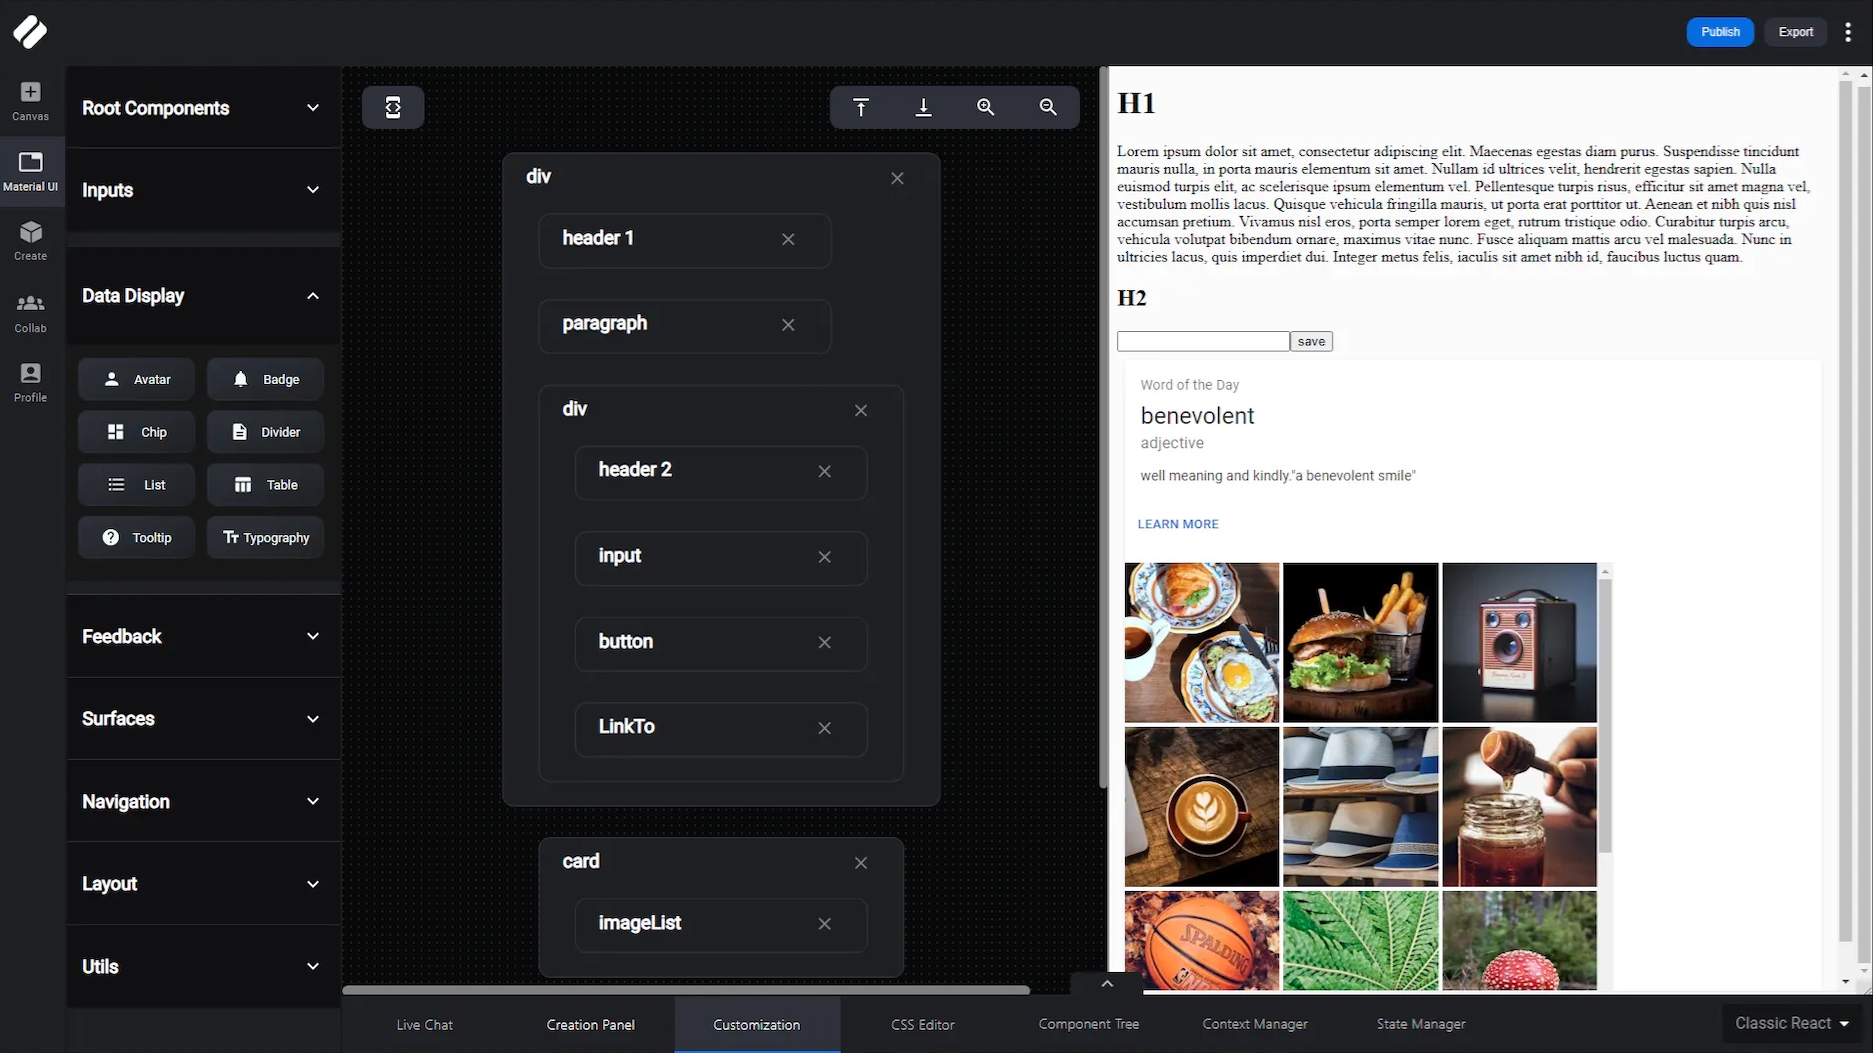 Publish
Export
Canvas
Material UI
Create
Collab
Profile
Root Components
Inputs
Data Display
Avatar
Badge
Chip
Divider
List
Table
Tooltip
Tr Typography
Feedback
Surfaces
Navigation
Layout
Utils
div
header 1
paragraph
div
header 2
input
button
LinkTo
card
imageList
H1
Lorem ipsum dolor sit amet, consectetur adipiscing elit. Maecenas egestas diam purus. Suspendisse tincidunt
mauris nulla, in porta mauris elementum sit amet. Nullam id ultrices velit, hendrerit egestas sapien. Nulla
euismod turpis elit, ac scelerisque ipsum elementum vel. Pellentesque turpis risus, efficitur sit amet magna vel,
vestibulum mollis lacus. Quisque vehicula fringilla mauris, ut porta erat porttitor ut. Aenean et nibh quis nisl
accumsan pretium. Vivamus nisl eros, porta semper lorem eget, rutrum tristique odio. Curabitur turpis arcu,
vehicula volutpat bibendum ornare, maximus vitae nunc. Fusce aliquam mattis arcu vel malesuada. Nunc in
ultricies lacus, quis imperdiet dui. Integer metus felis, iaculis sit amet nibh id, faucibus luctus quam.
H2
save
Word of the Day
benevolent
adjective
well meaning and kindly."a benevolent smile"
LEARN MORE
SPALDING
Live Chat
Creation Panel
Customization
CSS Editor
Component Tree
Context Manager
State Manager
Classic React